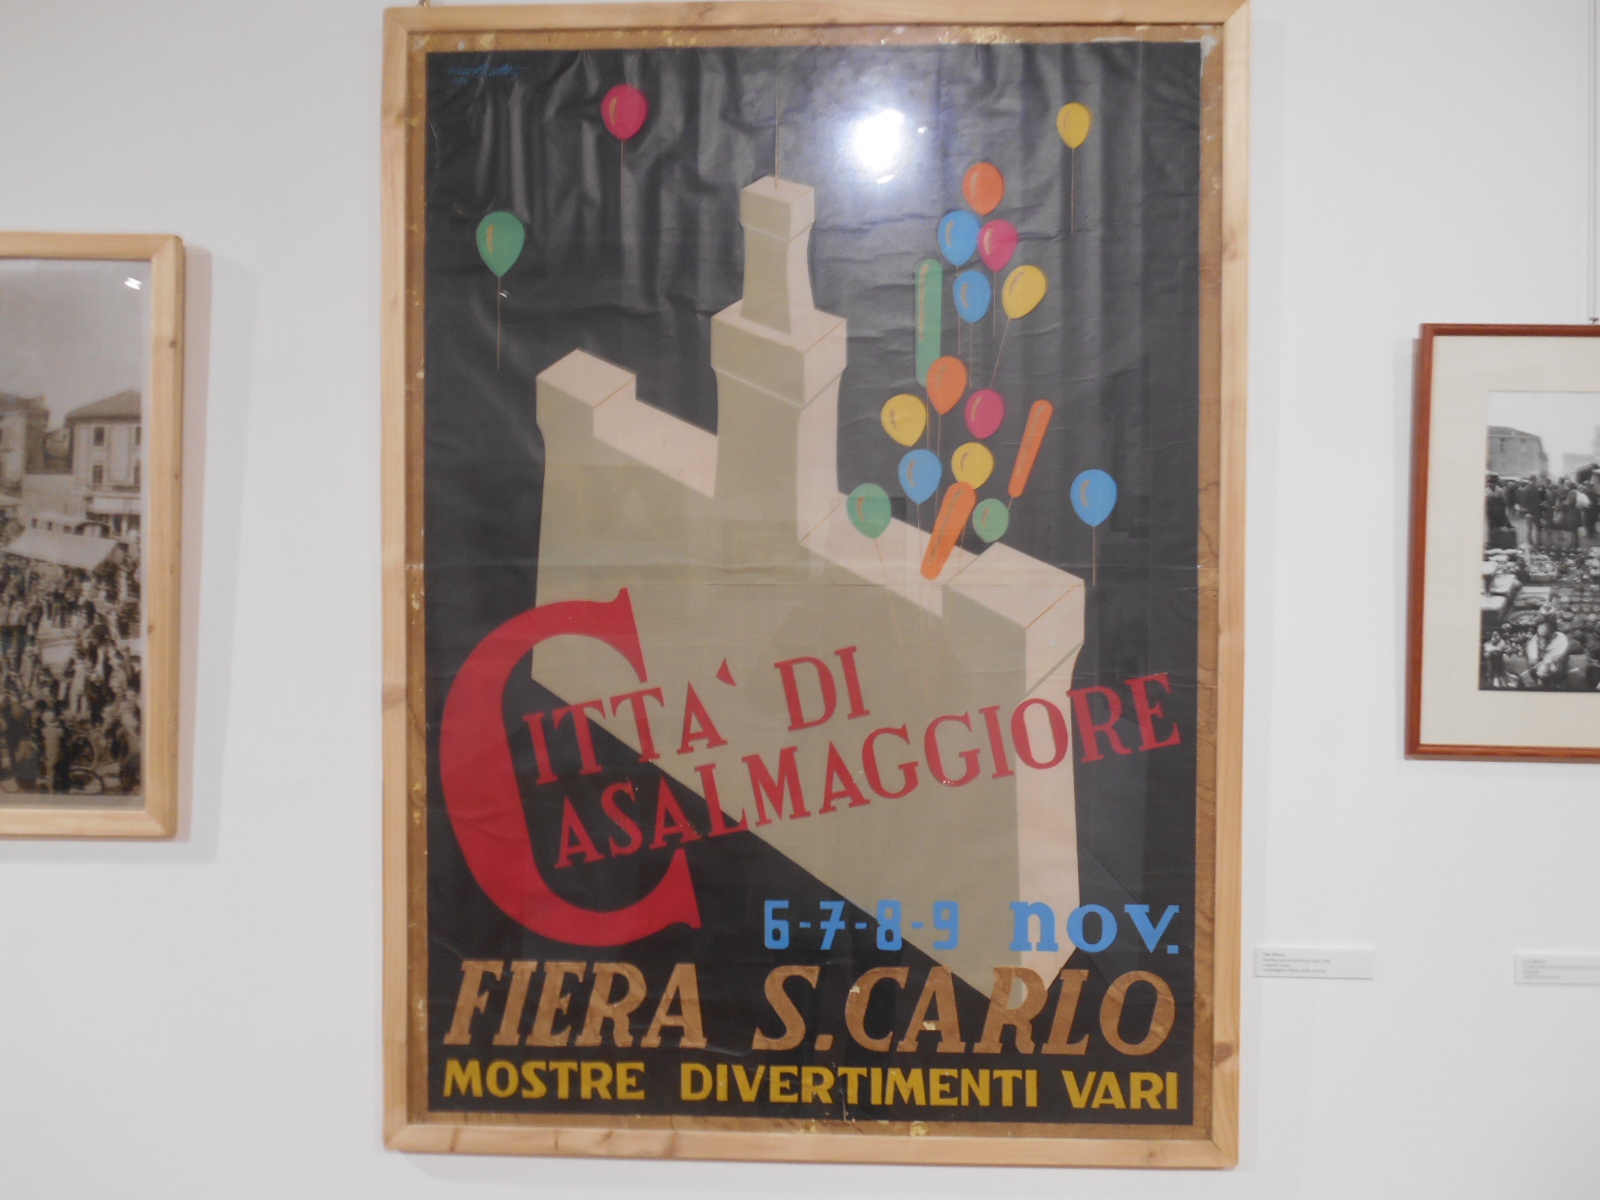 CITTA' DI
CASALMAGGIORE
6-7-8-9 nov.
FIERA S. CARLO
MOSTRE DIVERTIMENTI VARI